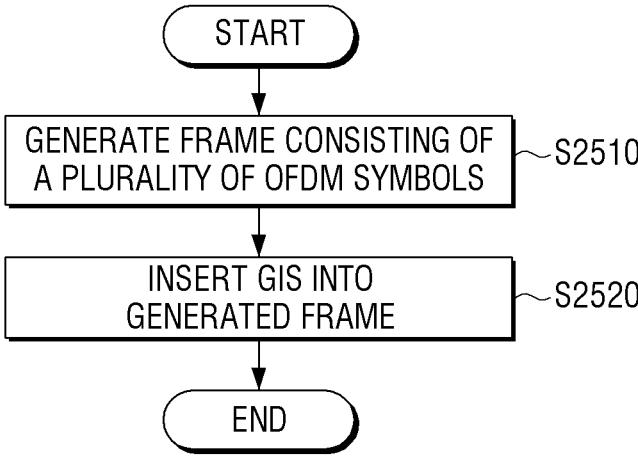 START
GENERATE FRAME CONSISTING OF
A PLURALITY OF OFDM SYMBOLS
S2510
INSERT GIS INTO
GENERATED FRAME
S2520
END